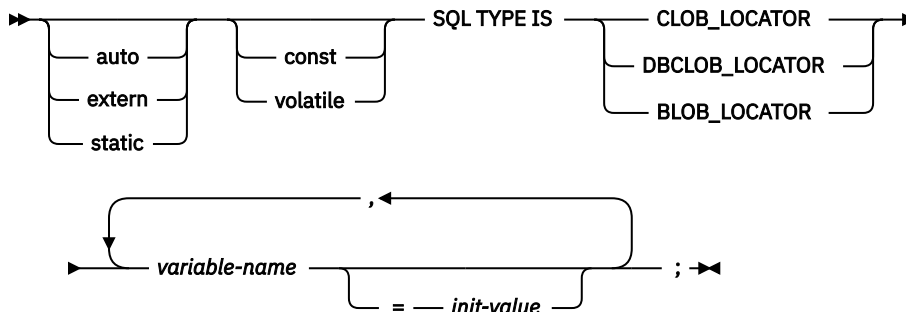 SQL TYPE IS CLOB_LOCATOR
auto const DBCLOB_LOCATOR
extern volatile BLOB_LOCATOR
static
,
variable-name ;
= init-value